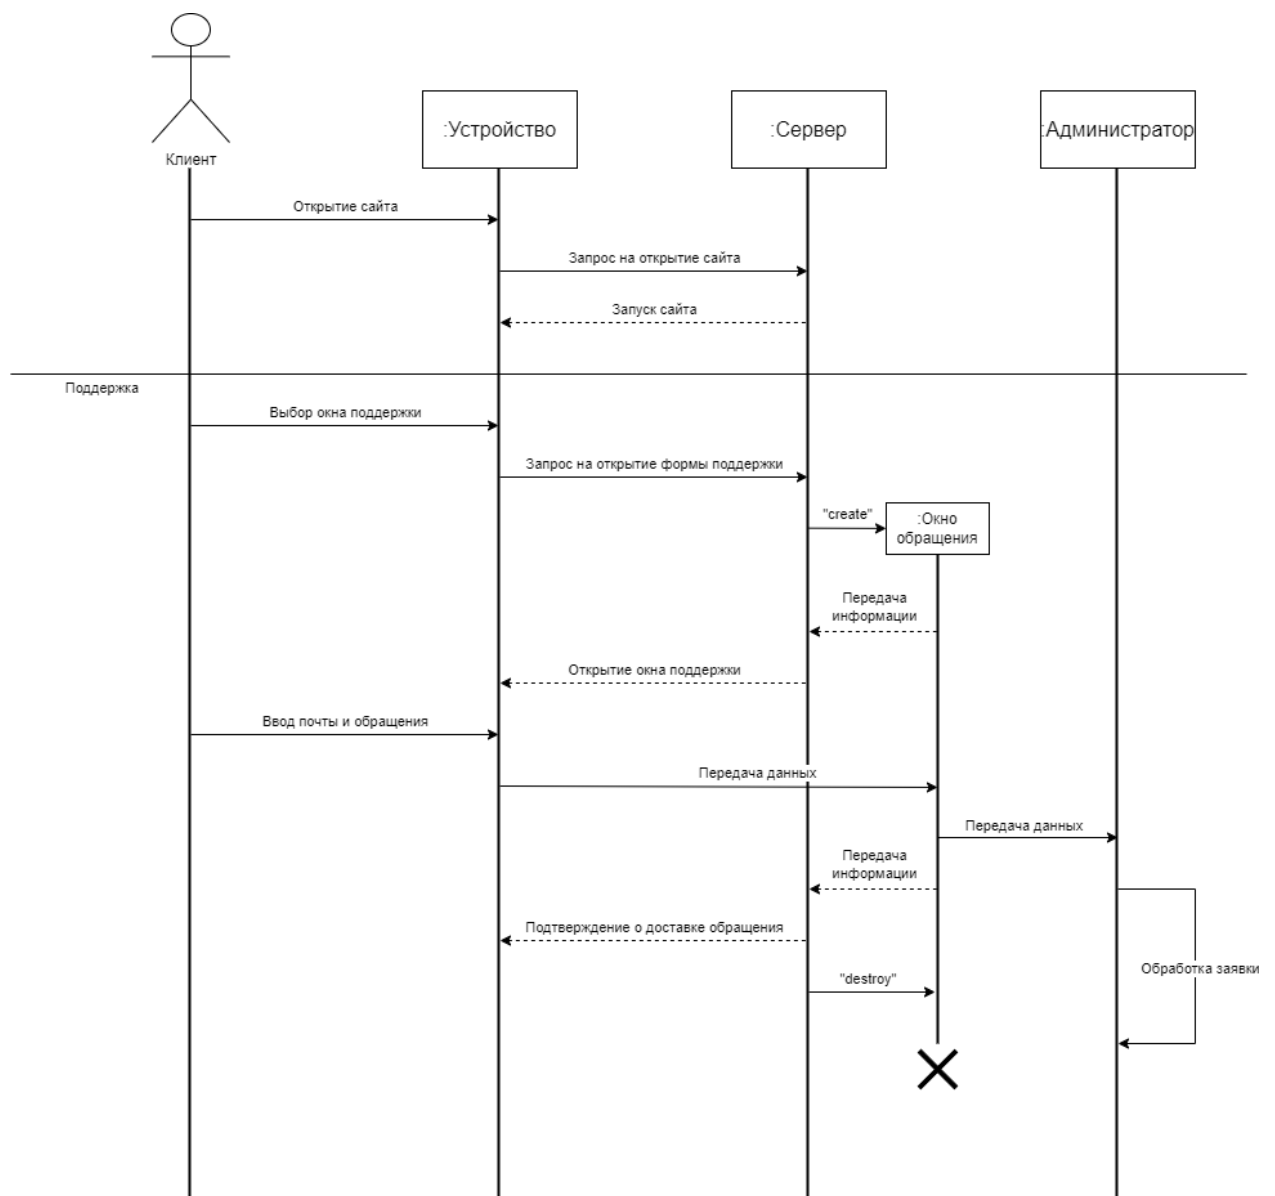 Клиент
:Устройство
:Сервер
:Администратор
Открытие сайта
Запрос на открытие сайта
Запуск сайта
Поддержка
Выбор окна поддержки
Запрос на открытие формы поддержки
"create"
:Окно
обращения
Передача
информации
Открытие окна поддержки
Ввод почты и обращения
Передача данных
Передача данных
Передача
информации
Подтверждение о доставке обращения
Обработка заявки
"destroy"